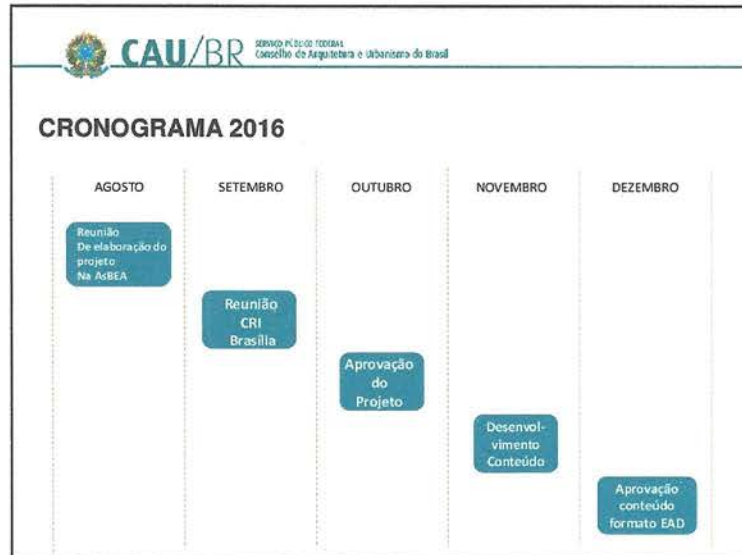 CAU/BR
SERVIÇO PÚBLICO FEDERAL
Conselho de Arquitetura e Urbanismo do Brasil
CRONOGRAMA 2016
AGOSTO SETEMBRO OUTUBRO NOVEMBRO DEZEMBRO
Reunião
De elaboração do
projeto
Na AsBEA
Reunião
CRI
Brasília
Aprovação
do
Projeto
Desenvol-
vimento
Conteúdo
Aprovação
conteúdo
formato EAD